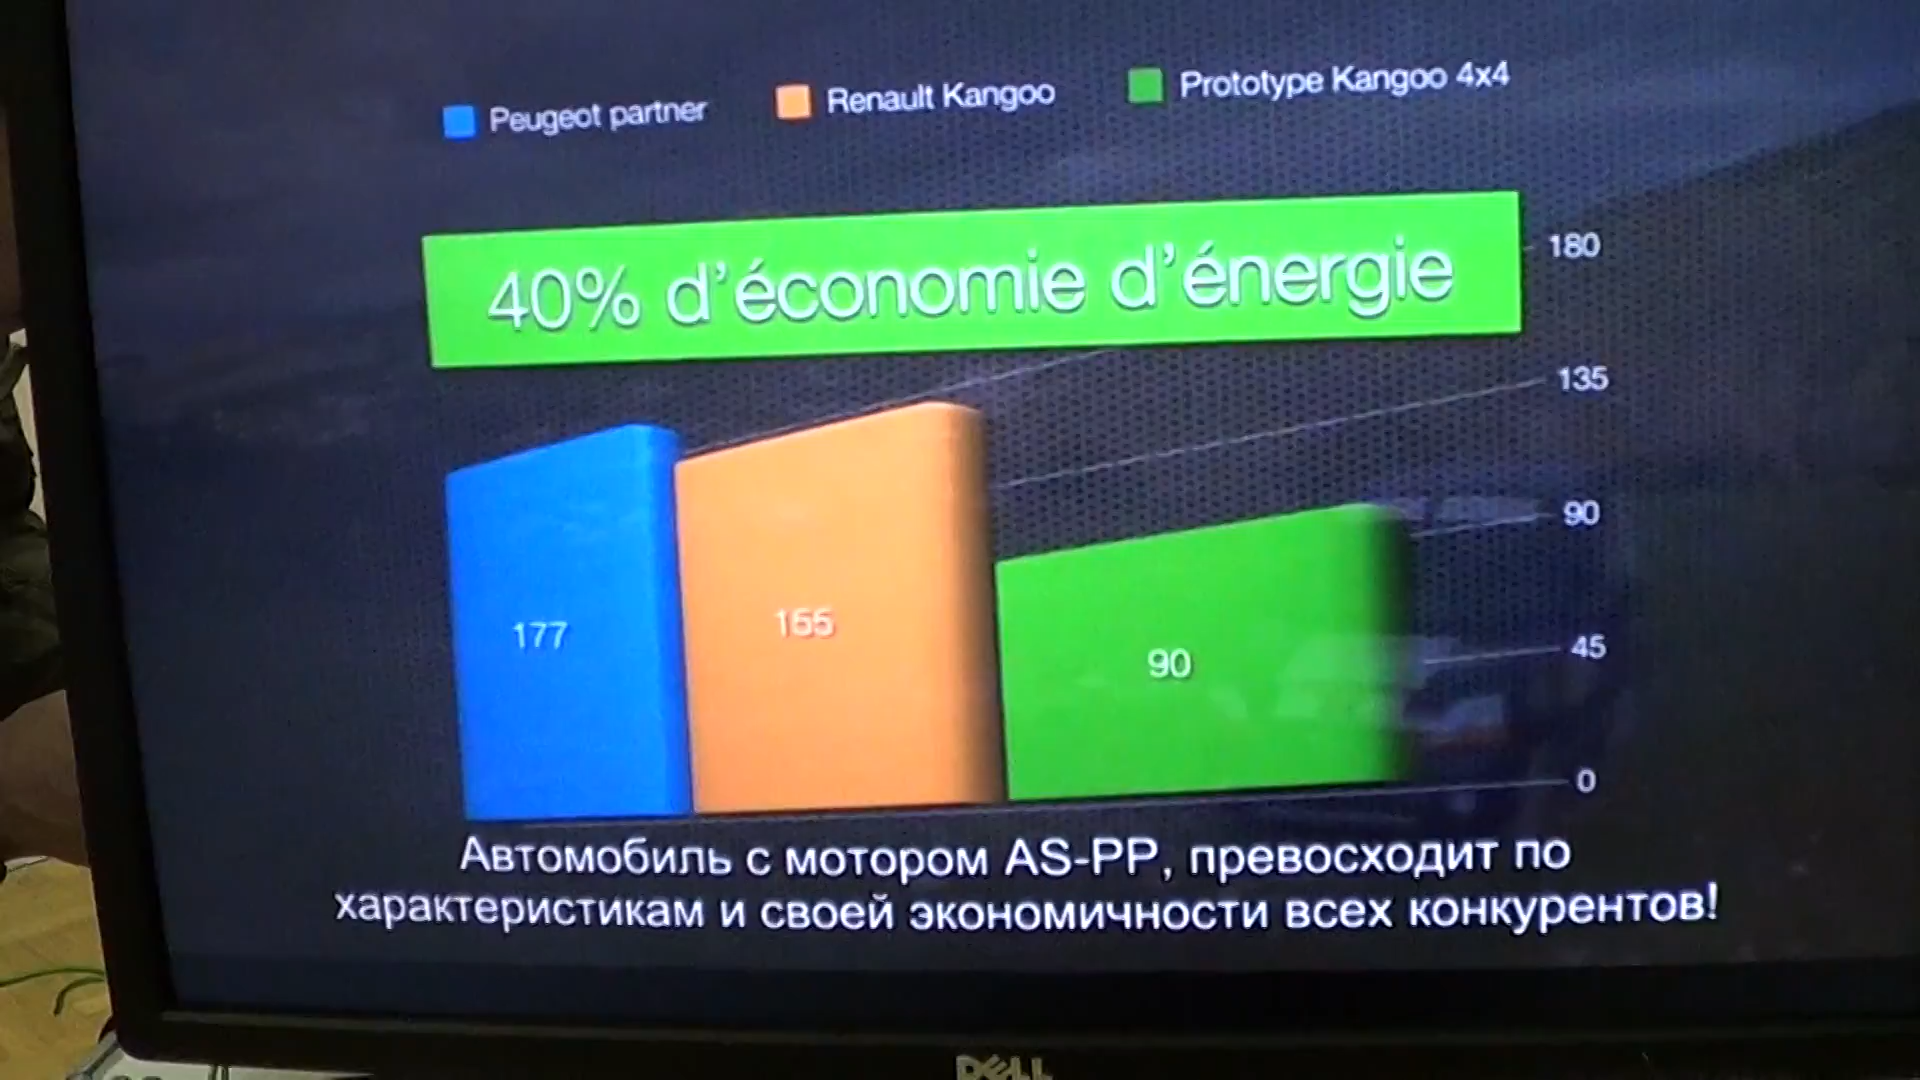 Peugeot partner
Renault Kangoo
Prototype Kangoo 4x4
40% d'économie d'énergie
180
135
90
45
0
177
155
90
Автомобиль с мотором AS-PP, превосходит по
характеристикам и своей экономичности всех конкурентов!
DELL